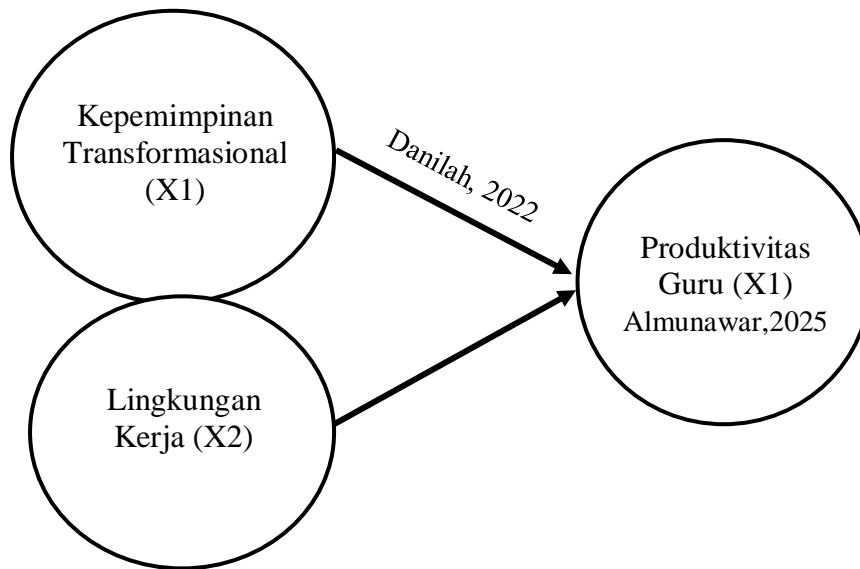 Kepemimpinan
Transformasional
(X1)
Danilah, 2022
Produktivitas
Guru (X1)
Almunawar,2025
Lingkungan
Kerja (X2)